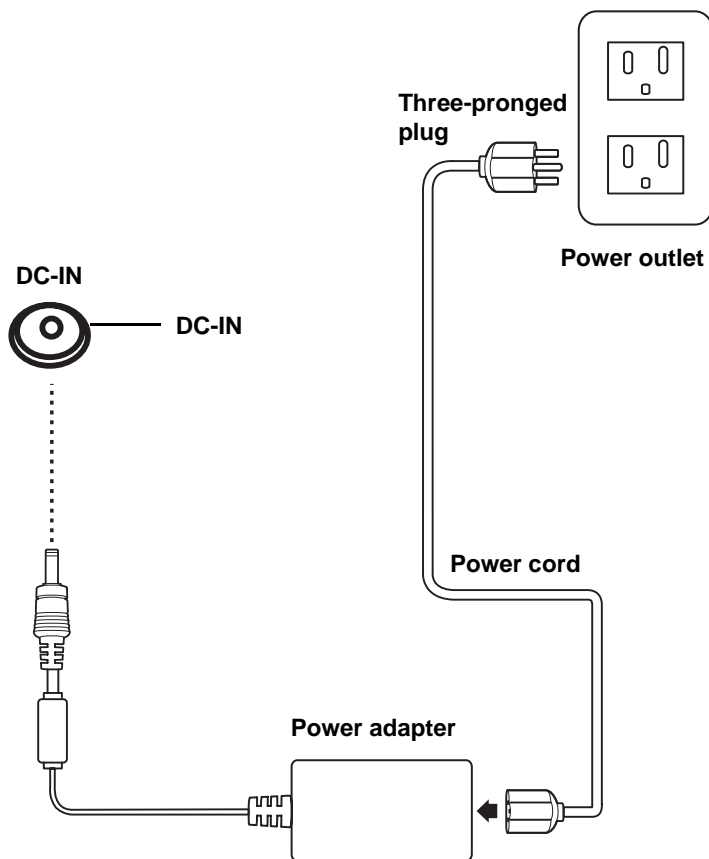 Three-pronged
plug
Power outlet
DC-IN
DC-IN
Power cord
Power adapter